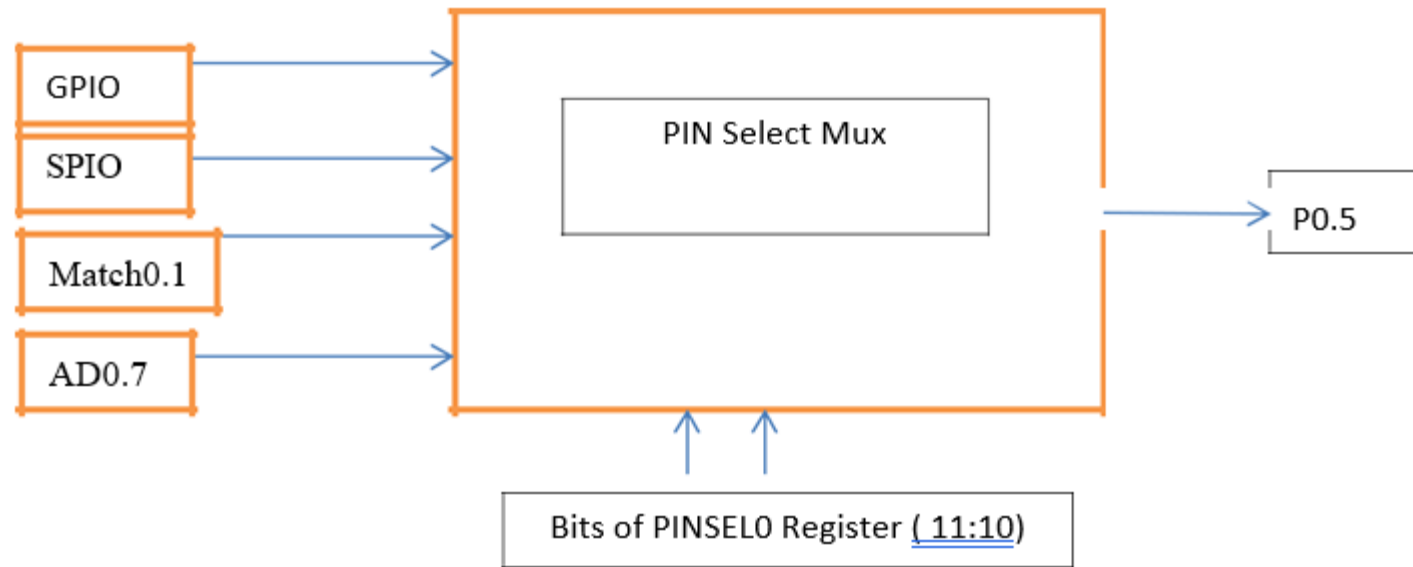 GPIO
SPIO
Match0.1
AD0.7
PIN Select Mux
P0.5
Bits of PINSEL0 Register ( 11:10)